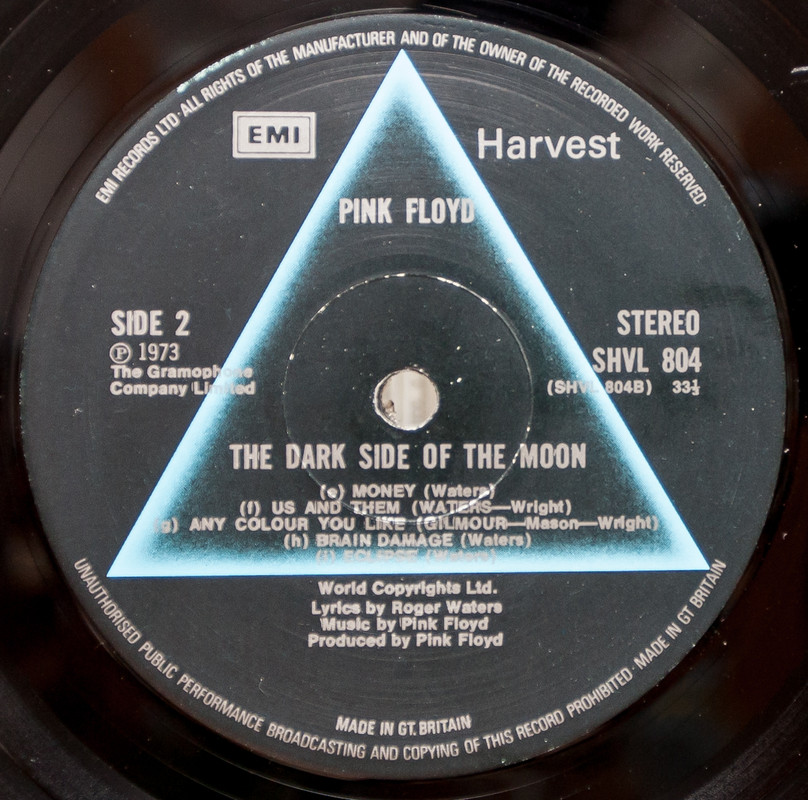 EMI RECORDS LTD·ALL RIGHTS OF THE MANUFACTURER AND OF THE OWNER OF THE RECORDED WORK RESERVED
EMI
Harvest
PINK FLOYD
SIDE 2
STEREO
℗ 1973
SHVL 804
The Gramophone
Company Limited
(SHVL 804B) 33⅓
THE DARK SIDE OF THE MOON
(e) MONEY (Waters)
(f) US AND THEM (WATERS—Wright)
(g) ANY COLOUR YOU LIKE (GILMOUR—Mason—Wright)
(h) BRAIN DAMAGE (Waters)
(i) ECLIPSE (Waters)
World Copyrights Ltd.
Lyrics by Roger Waters
Music by Pink Floyd
Produced by Pink Floyd
MADE IN GT. BRITAIN
UNAUTHORISED PUBLIC PERFORMANCE BROADCASTING AND COPYING OF THIS RECORD PROHIBITED·MADE IN GT BRITAIN